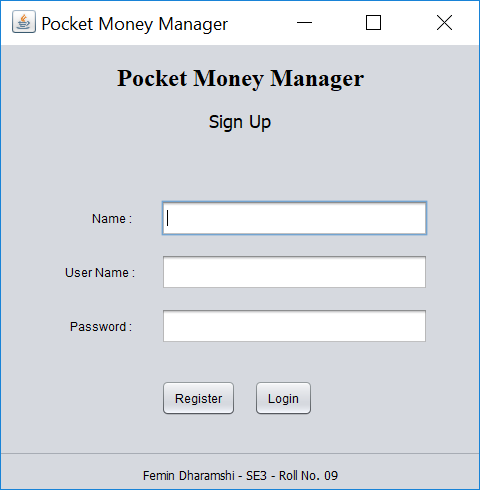 Pocket Money Manager
Pocket Money Manager
Sign Up
Name :
User Name :
Password :
Register Login
Femin Dharamshi - SE3 - Roll No. 09